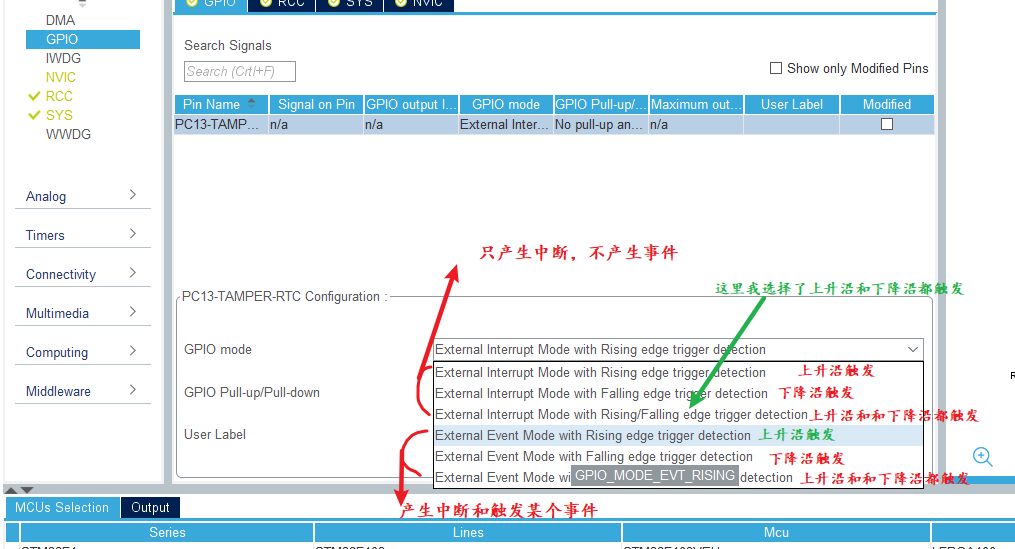 GPIO RCC SYS NVIC
DMA
GPIO
IWDG
NVIC
RCC
SYS
WWDG
Analog
Timers
Connectivity
Multimedia
Computing
Middleware
Search Signals
Search (Crtl+F)
Show only Modified Pins
Pin Name Signal on Pin GPIO output l... GPIO mode GPIO Pull-up/... Maximum out... User Label Modified
PC13-TAMP... n/a n/a External Inter... No pull-up an... n/a
只产生中断，不产生事件
这里我选择了上升沿和下降沿都触发
PC13-TAMPER-RTC Configuration :
GPIO mode
External Interrupt Mode with Rising edge trigger detection
GPIO Pull-up/Pull-down
User Label
External Interrupt Mode with Rising edge trigger detection 上升沿触发
External Interrupt Mode with Falling edge trigger detection 下降沿触发
External Interrupt Mode with Rising/Falling edge trigger detection 上升沿和和下降沿都触发
External Event Mode with Rising edge trigger detection 上升沿触发
External Event Mode with Falling edge trigger detection 下降沿触发
External Event Mode wi GPIO_MODE_EVT_RISING detection 上升沿和和下降沿都触发
产生中断和触发某个事件
MCUs Selection Output
Series Lines Mcu